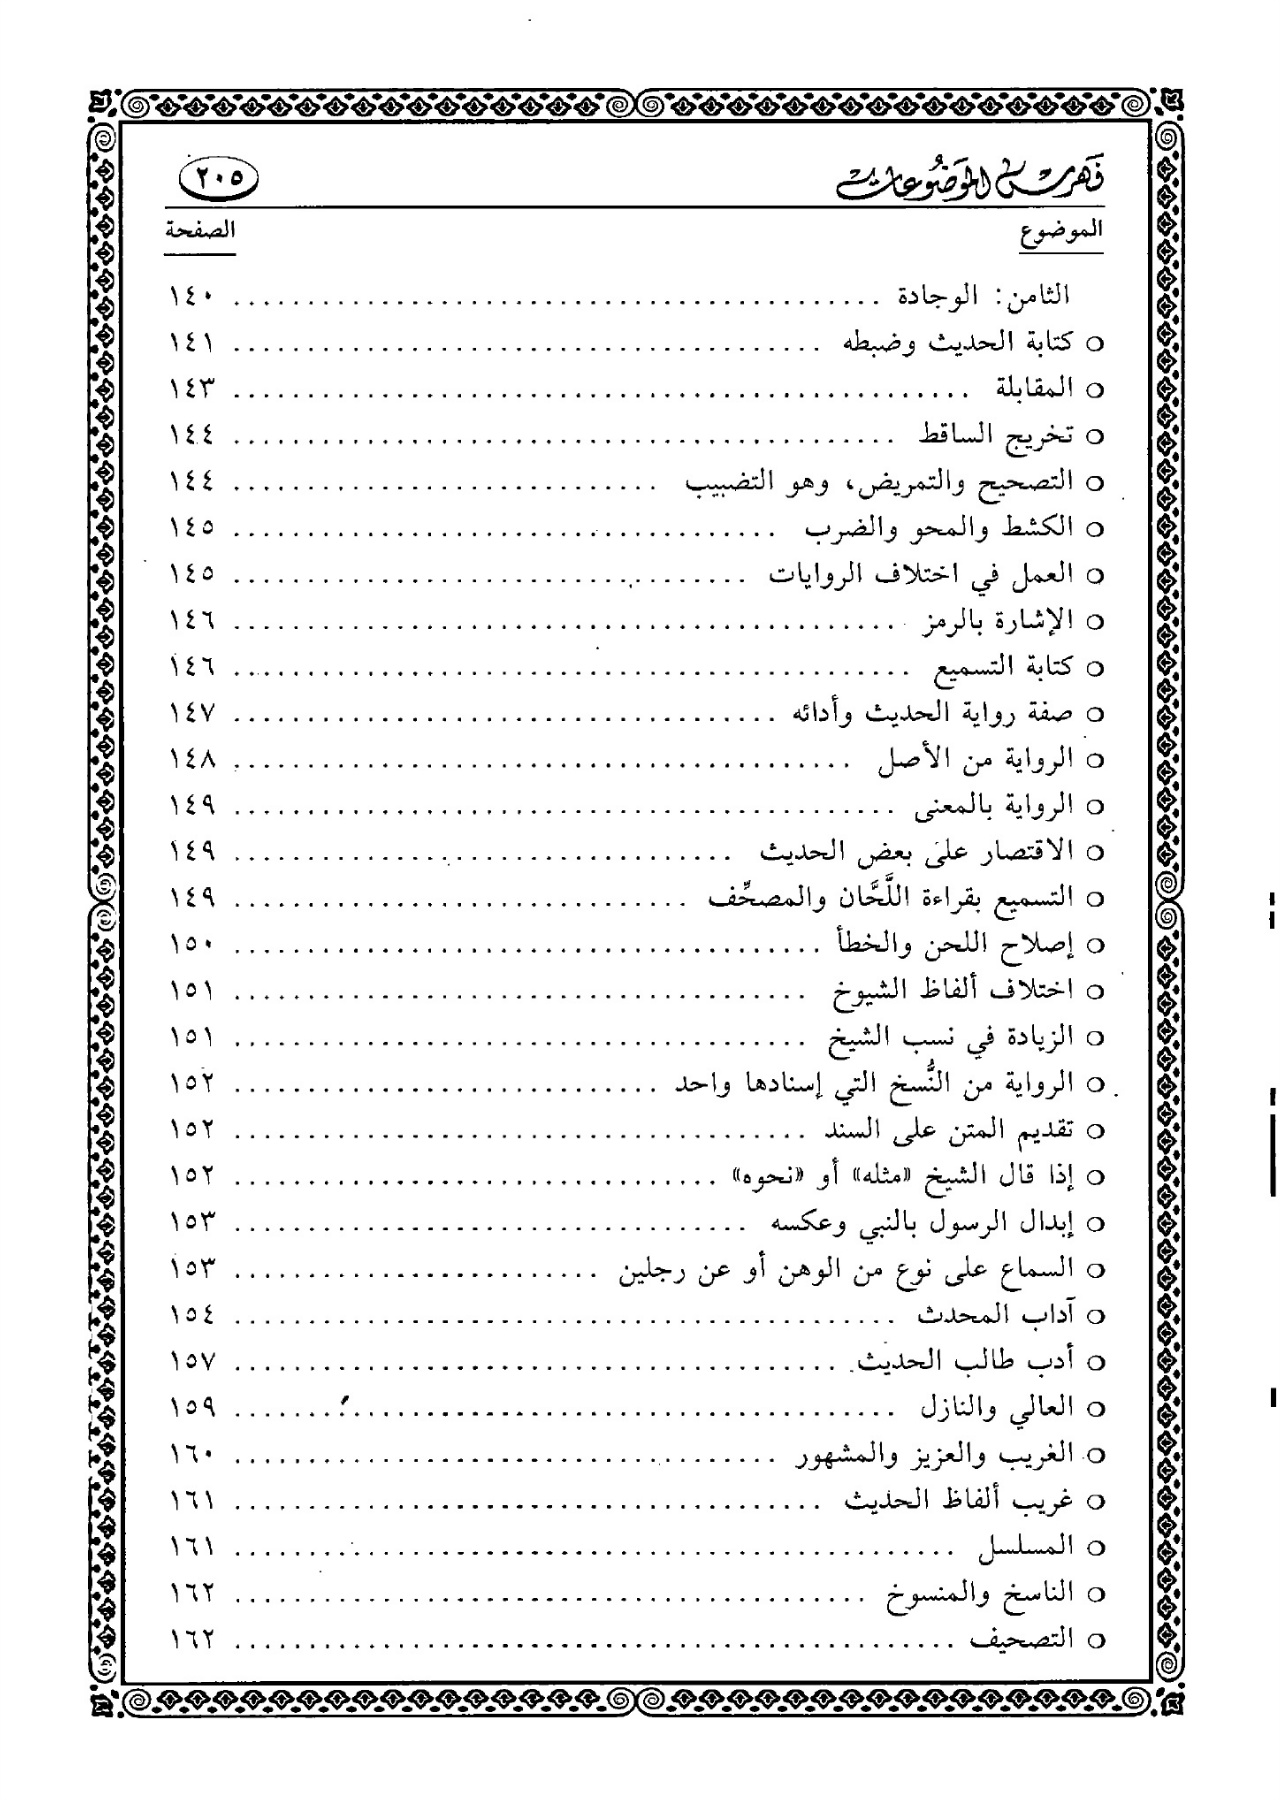 فهرس الموضوعات ٢٠٥
الموضوع الصفحة
الثامن: الوجادة ........ ١٤٠
○ كتابة الحديث وضبطه ........ ١٤١
○ المقابلة ........ ١٤٣
○ تخريج الساقط ........ ١٤٤
○ التصحيح والتمريض، وهو التضبيب ........ ١٤٤
○ الكشط والمحو والضرب ........ ١٤٥
○ العمل في اختلاف الروايات ........ ١٤٥
○ الإشارة بالرمز ........ ١٤٦
○ كتابة التسميع ........ ١٤٦
○ صفة رواية الحديث وأدائه ........ ١٤٧
○ الرواية من الأصل ........ ١٤٨
○ الرواية بالمعنى ........ ١٤٩
○ الاقتصار على بعض الحديث ........ ١٤٩
○ التسميع بقراءة اللَّحَّان والمصحِّف ........ ١٤٩
○ إصلاح اللحن والخطأ ........ ١٥٠
○ اختلاف ألفاظ الشيوخ ........ ١٥١
○ الزيادة في نسب الشيخ ........ ١٥١
○ الرواية من النُّسخ التي إسنادها واحد ........ ١٥٢
○ تقديم المتن على السند ........ ١٥٢
○ إذا قال الشيخ «مثله» أو «نحوه» ........ ١٥٢
○ إبدال الرسول بالنبي وعكسه ........ ١٥٣
○ السماع على نوع من الوهن أو عن رجلين ........ ١٥٣
○ آداب المحدث ........ ١٥٤
○ أدب طالب الحديث ........ ١٥٧
○ العالي والنازل ........ ١٥٩
○ الغريب والعزيز والمشهور ........ ١٦٠
○ غريب ألفاظ الحديث ........ ١٦١
○ المسلسل ........ ١٦١
○ الناسخ والمنسوخ ........ ١٦٢
○ التصحيف ........ ١٦٢